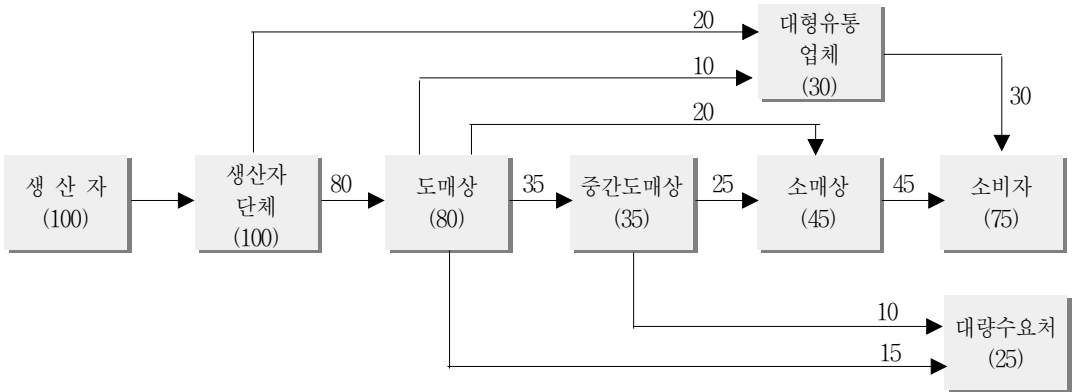 20
대형유통
업체
(30)
10
30
20
생 산 자
(100)
생산자
단체
(100)
80
도매상
(80)
35
중간도매상
(35)
25
소매상
(45)
45
소비자
(75)
10
대량수요처
(25)
15